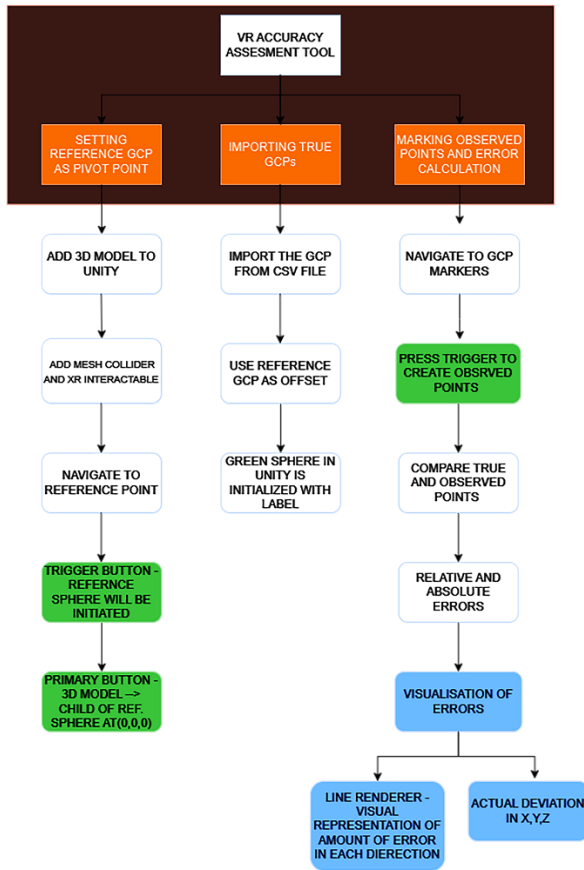 VR ACCURACY
ASSESMENT TOOL
SETTING
REFERENCE GCP
AS PIVOT POINT
IMPORTING TRUE
GCPs
MARKING OBSERVED
POINTS AND ERROR
CALCULATION
ADD 3D MODEL TO
UNITY
IMPORT THE GCP
FROM CSV FILE
NAVIGATE TO GCP
MARKERS
ADD MESH COLLIDER
AND XR INTERACTABLE
USE REFERENCE
GCP AS OFFSET
PRESS TRIGGER TO
CREATE OBSRVED
POINTS
NAVIGATE TO
REFERENCE POINT
GREEN SPHERE IN
UNITY IS
INITIALIZED WITH
LABEL
COMPARE TRUE
AND OBSERVED
POINTS
TRIGGER BUTTON -
REFERNCE
SPHERE WILL BE
INITIATED
RELATIVE AND
ABSOLUTE
ERRORS
PRIMARY BUTTON -
3D MODEL -->
CHILD OF REF.
SPHERE AT(0,0,0)
VISUALISATION OF
ERRORS
LINE RENDERER -
VISUAL
REPRESENTATION OF
AMOUNT OF ERROR
IN EACH DIERECTION
ACTUAL DEVIATION
IN X,Y,Z